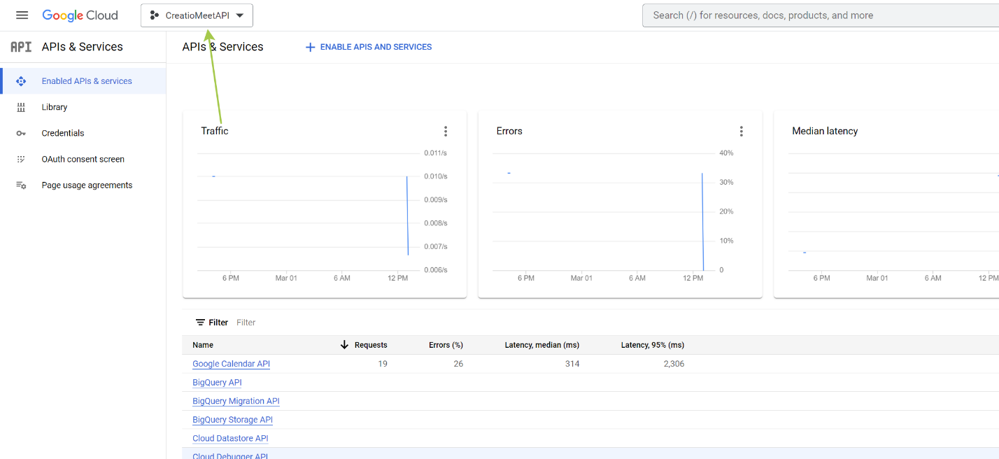 Google Cloud
CreatioMeetAPI
Search (/) for resources, docs, products, and more
API APIs & Services
APIs & Services
ENABLE APIS AND SERVICES
Enabled APIs & services
Library
Credentials
OAuth consent screen
Page usage agreements
Traffic
0.011/s
0.010/s
0.009/s
0.008/s
0.007/s
0.006/s
6 PM Mar 01 6 AM 12 PM
Errors
40%
30%
20%
10%
0
6 PM Mar 01 6 AM 12 PM
Median latency
6 PM Mar 01 6 AM 12 PM
Filter Filter
Name Requests Errors (%) Latency, median (ms) Latency, 95% (ms)
Google Calendar API 19 26 314 2,306
BigQuery API
BigQuery Migration API
BigQuery Storage API
Cloud Datastore API
Cloud Debugger API